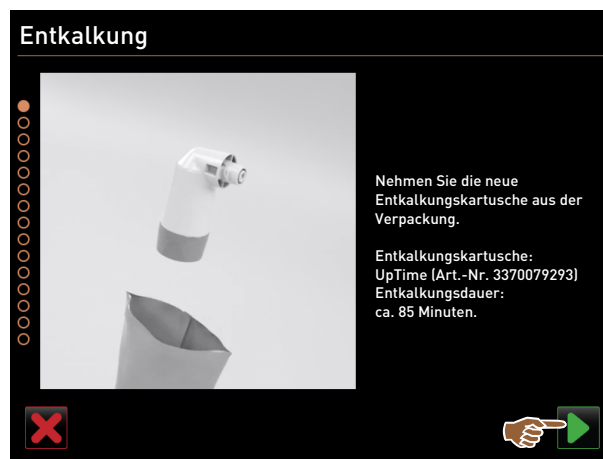 Entkalkung
Nehmen Sie die neue
Entkalkungskartusche aus der
Verpackung.
Entkalkungskartusche:
UpTime (Art.-Nr. 3370079293)
Entkalkungsdauer:
ca. 85 Minuten.